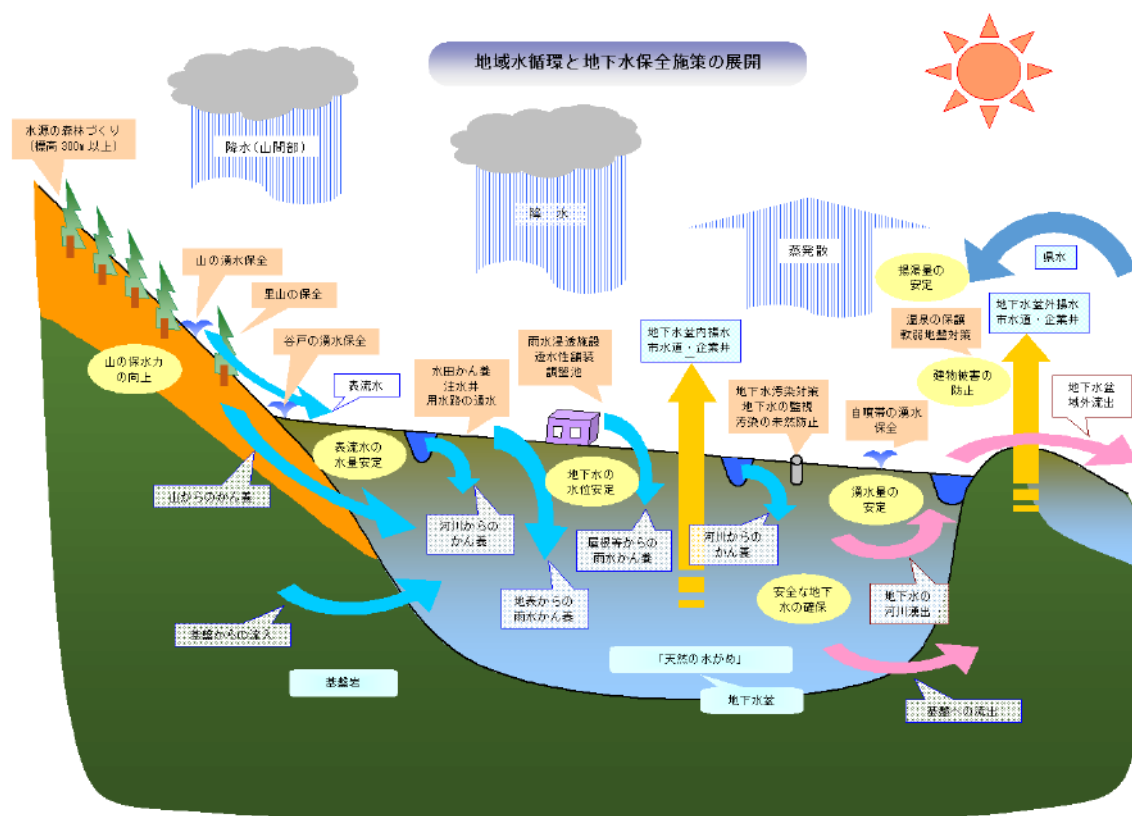 地域水循環と地下水保全施策の展開
水源の森林づくり
(標高300m以上)
降水(山間部)
降 水
蒸発散
県水
揚湯量の
安定
山の湧水保全
里山の保全
谷戸の湧水保全
表流水
山の保水力
の向上
水田かん養
注水井
用水路の通水
雨水浸透施設
透水性舗装
調整池
地下水盆内揚水
市水道・企業井
地下水盆外揚水
市水道・企業井
温泉の保護
軟弱地盤対策
建物被害の
防止
地下水盆
域外流出
地下水汚染対策
地下水の監視
汚染の未然防止
自噴帯の湧水
保全
表流水の
水量安定
地下水の
水位安定
湧水量の
安定
山からのかん養
河川からの
かん養
屋根等からの
雨水かん養
河川からの
かん養
地表からの
雨水かん養
安全な地下
水の確保
地下水の
河川湧出
基盤からの流入
基盤岩
「天然の水がめ」
地下水盆
基盤への流出